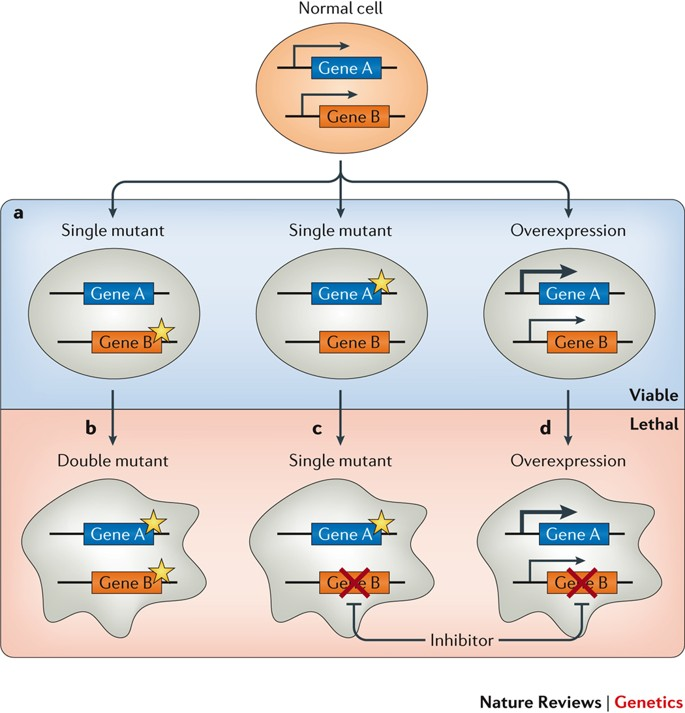 Normal cell
Gene A
Gene B
a
Single mutant
Single mutant
Overexpression
Gene A
Gene A
Gene A
Gene B
Gene B
Gene B
Viable
Lethal
b
c
d
Double mutant
Single mutant
Overexpression
Gene A
Gene A
Gene A
Gene B
Gene B
Gene B
Inhibitor
Nature Reviews | Genetics